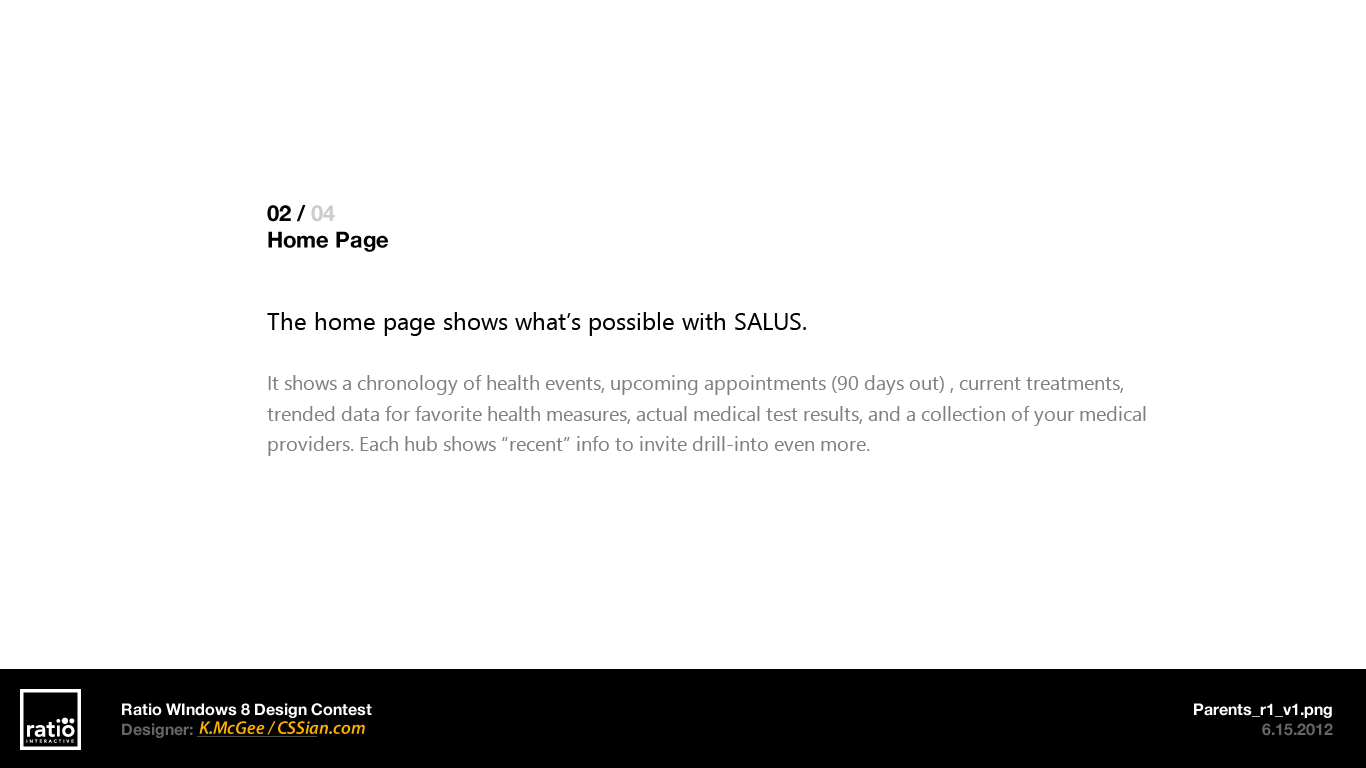 02 / 04
Home Page
The home page shows what's possible with SALUS.
It shows a chronology of health events, upcoming appointments (90 days out) , current treatments,
trended data for favorite health measures, actual medical test results, and a collection of your medical
providers. Each hub shows “recent” info to invite drill-into even more.
ratio
INTERACTIVE
Ratio WIndows 8 Design Contest
Designer: K.McGee / CSSian.com
Parents_r1_v1.png
6.15.2012